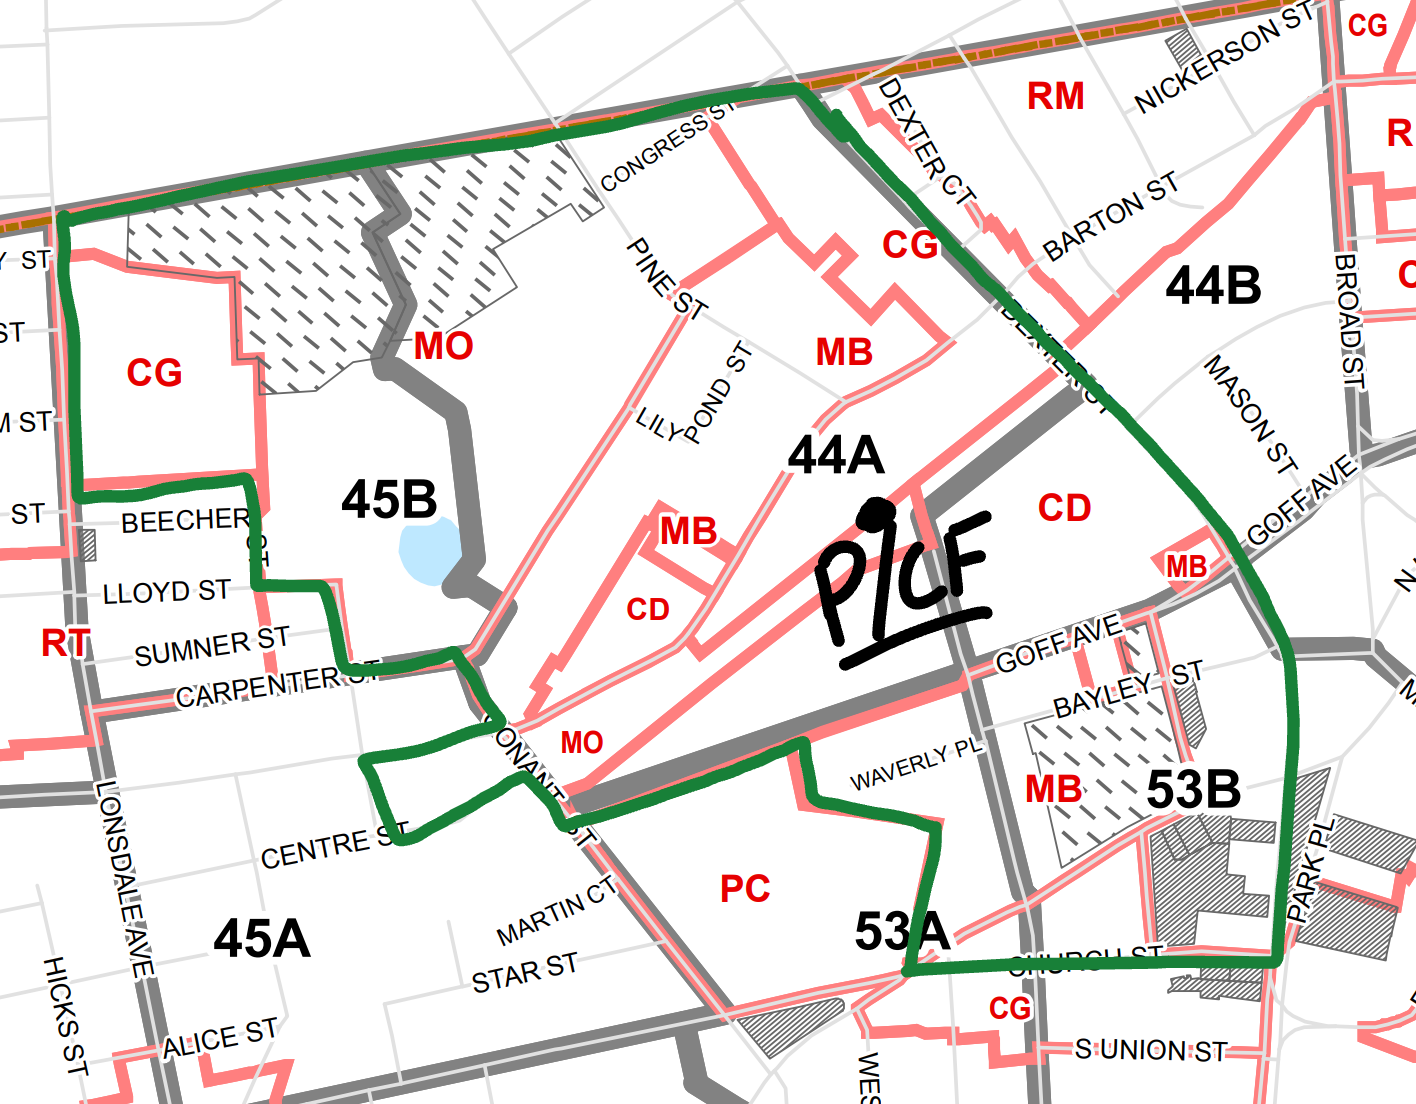 CG
NICKERSON ST
RM
R
CONGRESS ST
DEXTER CT
BARTON ST
Y ST
PINE ST
CG
44B
C
BROAD ST
ST
MO
MB
DEXTER ST
CG
LILY POND ST
MASON ST
M ST
44A
45B
GOFF AVE
ST
BEECHER ST
MB
CD
P/CF
MB
LLOYD ST
CD
RT
SUMNER ST
GOFF AVE
CARPENTER ST
BAYLEY ST
CONANT ST
MO
WAVERLY PL
MB
53B
LONSDALE AVE
CENTRE ST
PARK PL
PC
MARTIN CT
53A
45A
STAR ST
CHURCH ST
HICKS ST
CG
ALICE ST
S UNION ST
WES